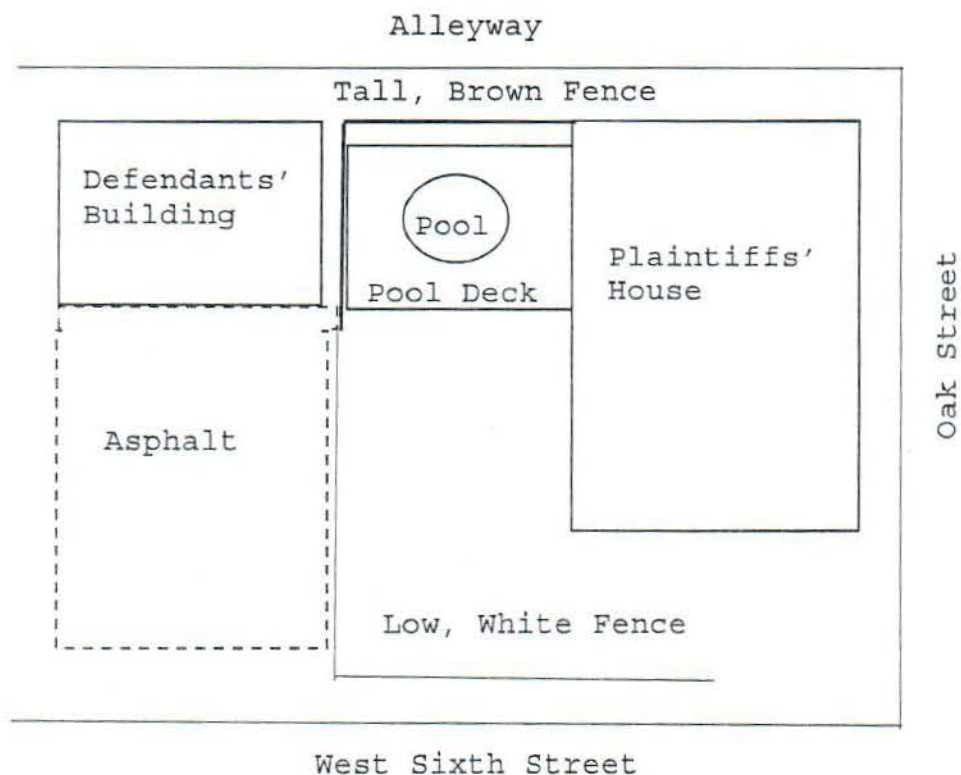 Alleyway
Tall, Brown Fence
Defendants'
Building
Pool
Pool Deck
Plaintiffs'
House
Oak Street
Asphalt
Low, White Fence
West Sixth Street